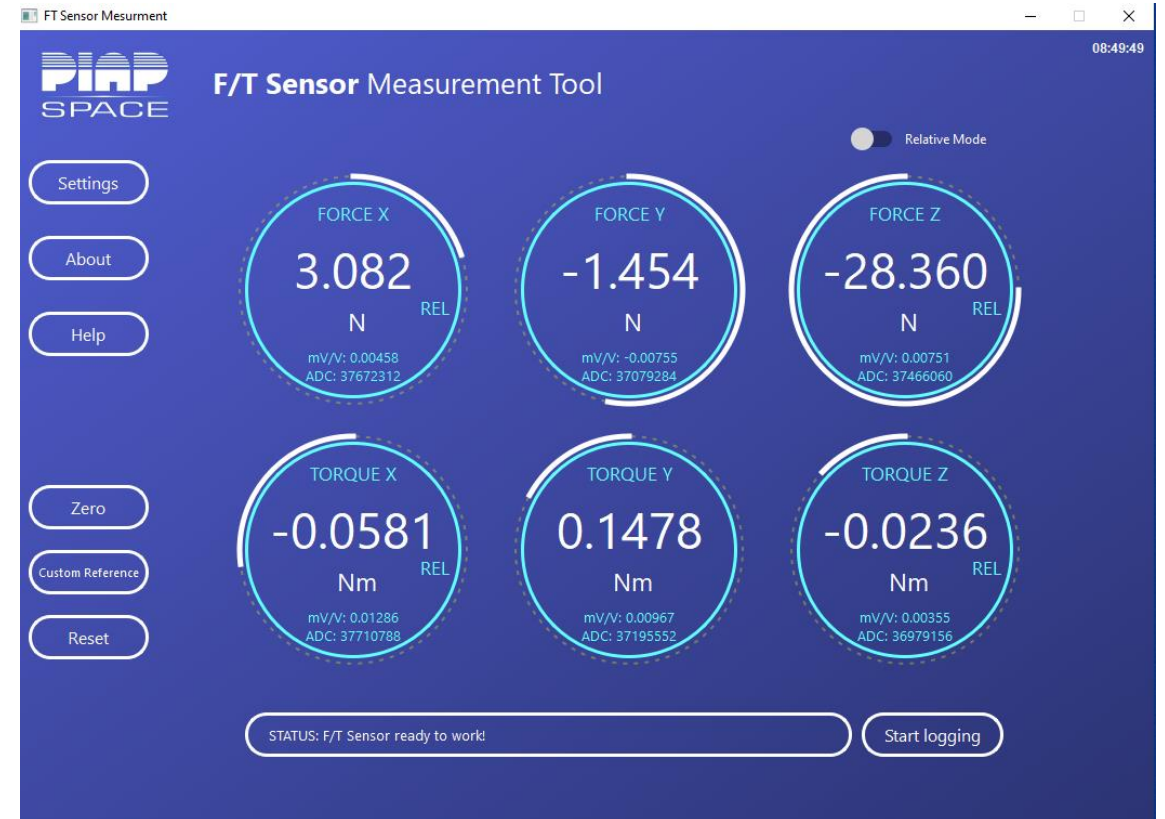 FT Sensor Mesurment
08:49:49
PIAP
SPACE
F/T Sensor Measurement Tool
Relative Mode
Settings
About
Help
Zero
Custom Reference
Reset
FORCE X
3.082
REL
N
mV/V: 0.00458
ADC: 37672312
FORCE Y
-1.454
N
mV/V: -0.00755
ADC: 37079284
FORCE Z
-28.360
REL
N
mV/V: 0.00751
ADC: 37466060
TORQUE X
-0.0581
REL
Nm
mV/V: 0.01286
ADC: 37710788
TORQUE Y
0.1478
Nm
mV/V: 0.00967
ADC: 37195552
TORQUE Z
-0.0236
REL
Nm
mV/V: 0.00355
ADC: 36979156
STATUS: F/T Sensor ready to work!
Start logging